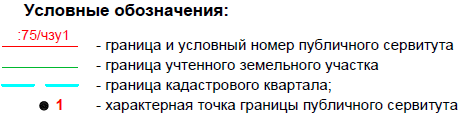 Условные обозначения:
:75/чзу1
- граница и условный номер публичного сервитута
- граница учтенного земельного участка
- граница кадастрового квартала;
1 - характерная точка границы публичного сервитута